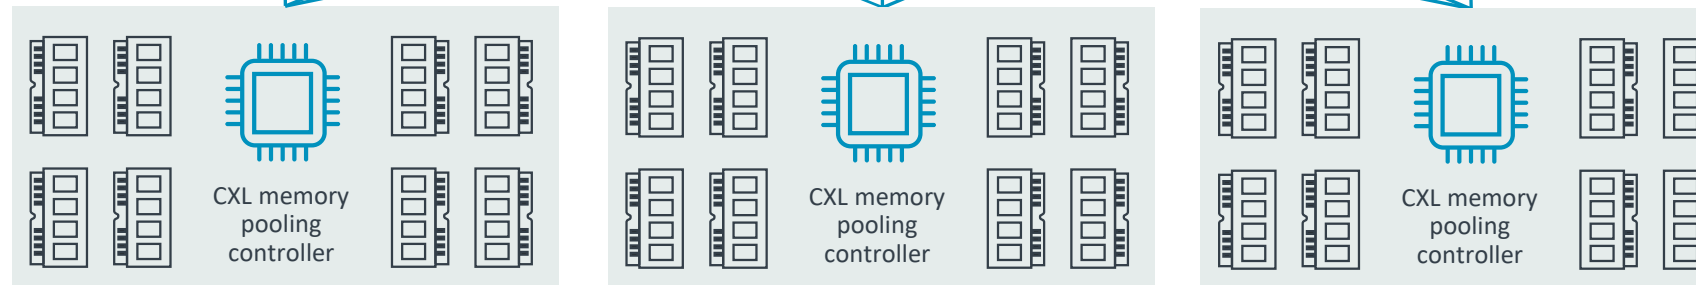 CXL memory
pooling
controller
CXL memory
pooling
controller
CXL memory
pooling
controller